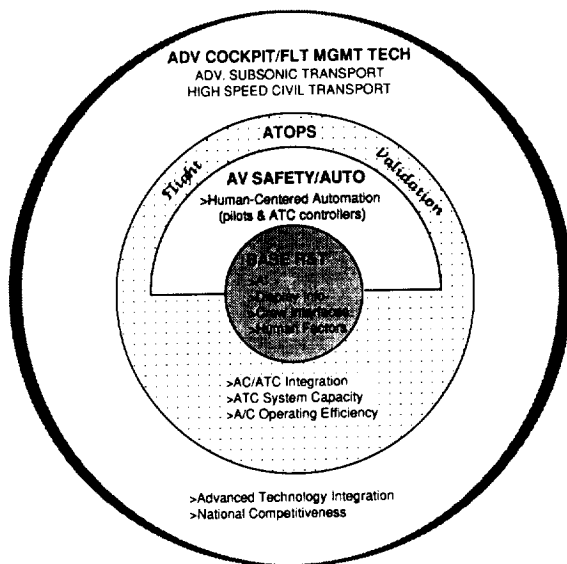 ADV COCKPIT/FLT MGMT TECH
ADV. SUBSONIC TRANSPORT
HIGH SPEED CIVIL TRANSPORT
ATOPS
Flight
Validation
AV SAFETY/AUTO
>Human-Centered Automation
(pilots & ATC controllers)
BASE R&T
>Display Info
>Crew Interfaces
>Human Factors
>AC/ATC Integration
>ATC System Capacity
>A/C Operating Efficiency
>Advanced Technology Integration
>National Competitiveness